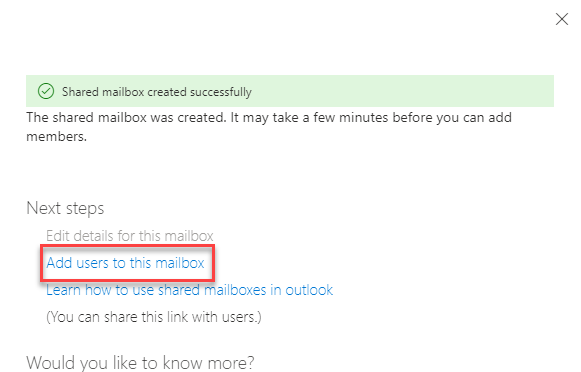 Shared mailbox created successfully
The shared mailbox was created. It may take a few minutes before you can add
members.
Next steps
Edit details for this mailbox
Add users to this mailbox
Learn how to use shared mailboxes in outlook
(You can share this link with users.)
Would you like to know more?